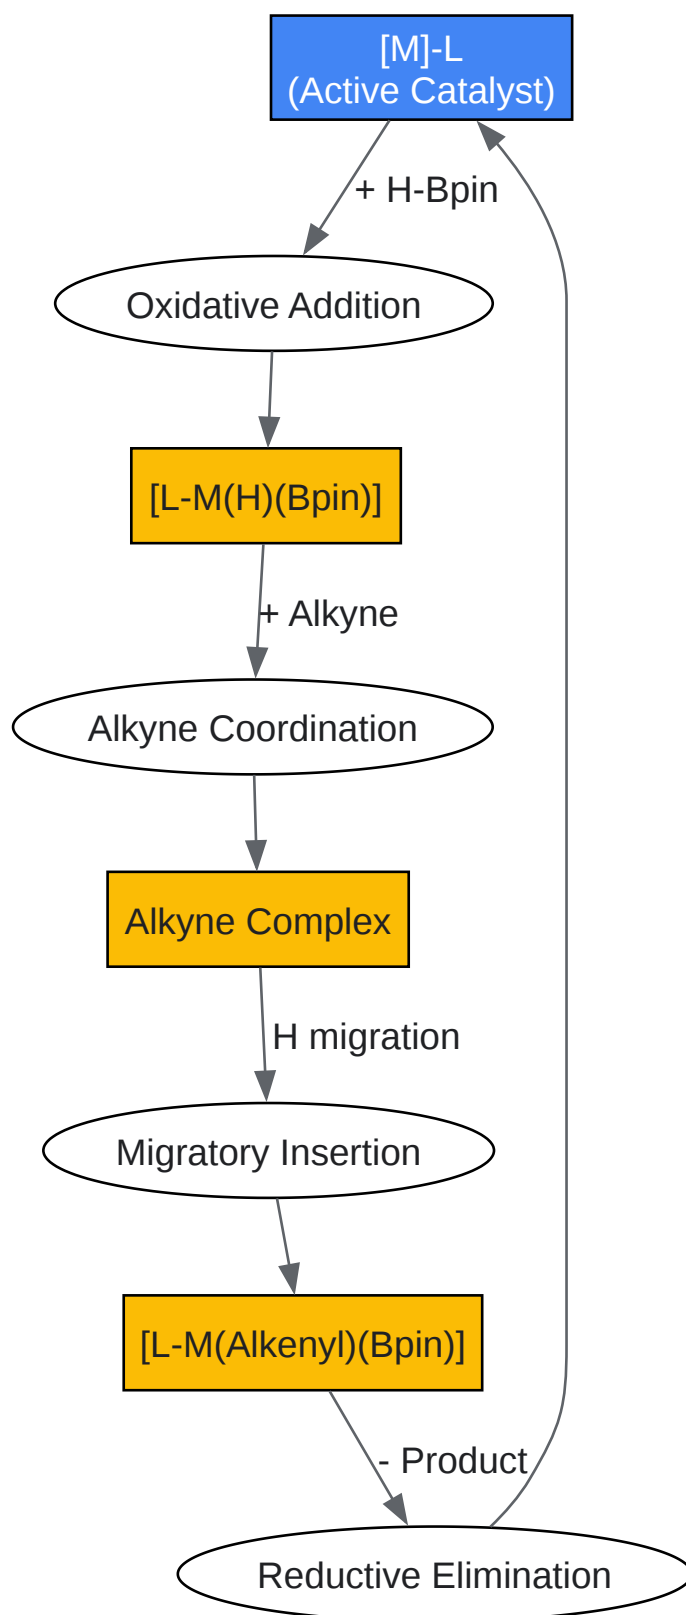 [M]-L
(Active Catalyst)
+ H-Bpin
Oxidative Addition
[L-M(H)(Bpin)]
+ Alkyne
Alkyne Coordination
Alkyne Complex
H migration
Migratory Insertion
[L-M(Alkenyl)(Bpin)]
- Product
Reductive Elimination